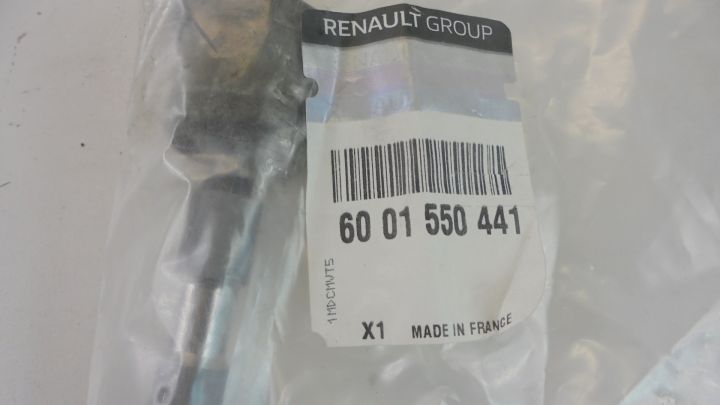 RENAULT GROUP
60 01 550 441
1MDCMVT5
X1 MADE IN FRANCE